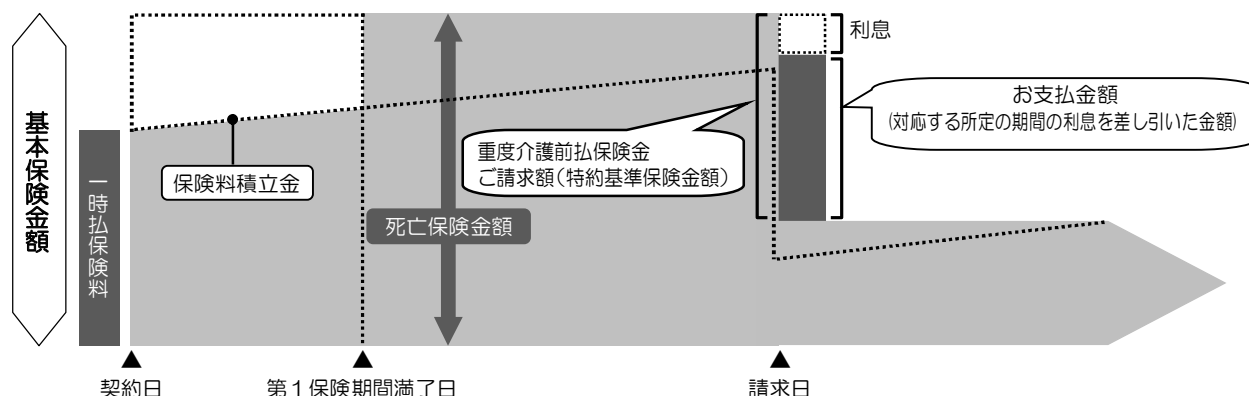 基本保険金額
一時払保険料
保険料積立金
死亡保険金額
重度介護前払保険金
ご請求額（特約基準保険金額）
利息
お支払金額
（対応する所定の期間の利息を差し引いた金額）
▲
契約日
▲
第１保険期間満了日
▲
請求日